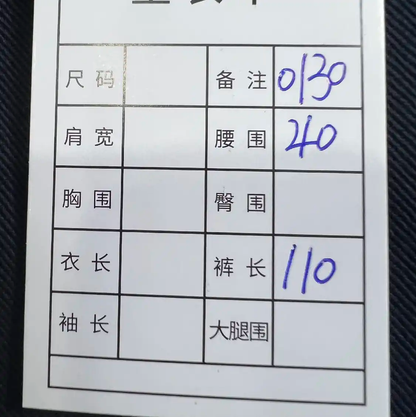 尺码 备注 0130
肩宽 腰围 40
胸围 臀围
衣长 裤长 110
袖长 大腿围